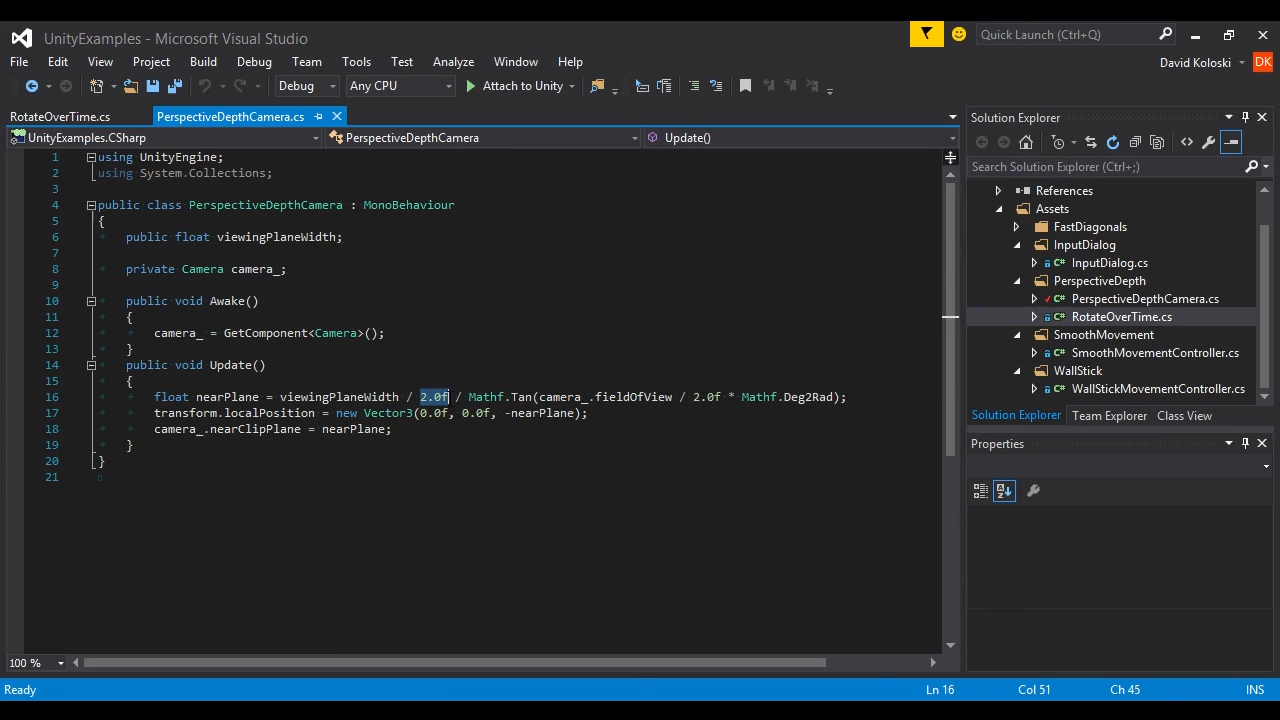 UnityExamples - Microsoft Visual Studio
Quick Launch (Ctrl+Q)
File Edit View Project Build Debug Team Tools Test Analyze Window Help
David Koloski DK
Debug Any CPU Attach to Unity
RotateOverTime.cs PerspectiveDepthCamera.cs
UnityExamples.CSharp PerspectiveDepthCamera Update()
1 using UnityEngine;
2 using System.Collections;
3
4 public class PerspectiveDepthCamera : MonoBehaviour
5 {
6 public float viewingPlaneWidth;
7
8 private Camera camera_;
9
10 public void Awake()
11 {
12 camera_ = GetComponent<Camera>();
13 }
14 public void Update()
15 {
16 float nearPlane = viewingPlaneWidth / 2.0f / Mathf.Tan(camera_.fieldOfView / 2.0f * Mathf.Deg2Rad);
17 transform.localPosition = new Vector3(0.0f, 0.0f, -nearPlane);
18 camera_.nearClipPlane = nearPlane;
19 }
20 }
21
100 %
Solution Explorer
Search Solution Explorer (Ctrl+;)
References
Assets
FastDiagonals
InputDialog
C# InputDialog.cs
PerspectiveDepth
C# PerspectiveDepthCamera.cs
C# RotateOverTime.cs
SmoothMovement
C# SmoothMovementController.cs
WallStick
C# WallStickMovementController.cs
Solution Explorer Team Explorer Class View
Properties
Ready Ln 16 Col 51 Ch 45 INS